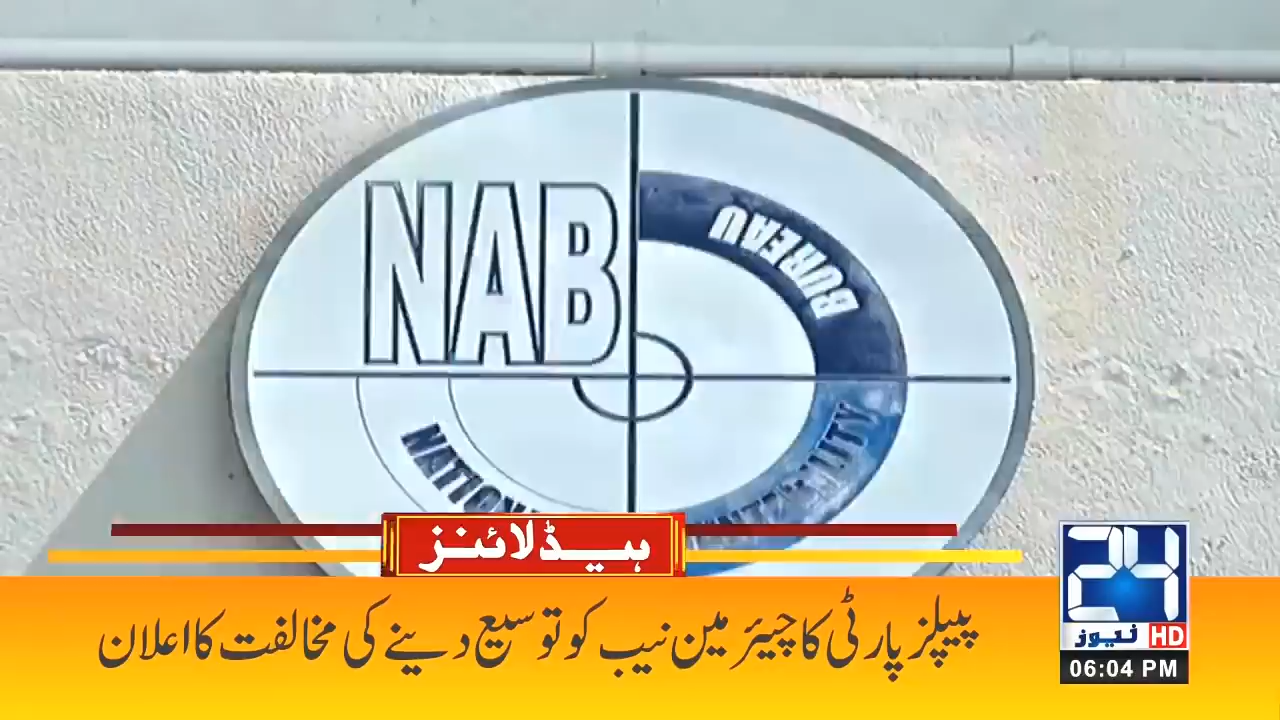 NAB
BUREAU
ہیڈلائنز
پیپلز پارٹی کا چیئرمین نیب کو توسیع دینے کی مخالفت کا اعلان
24
نیوز HD
06:04 PM